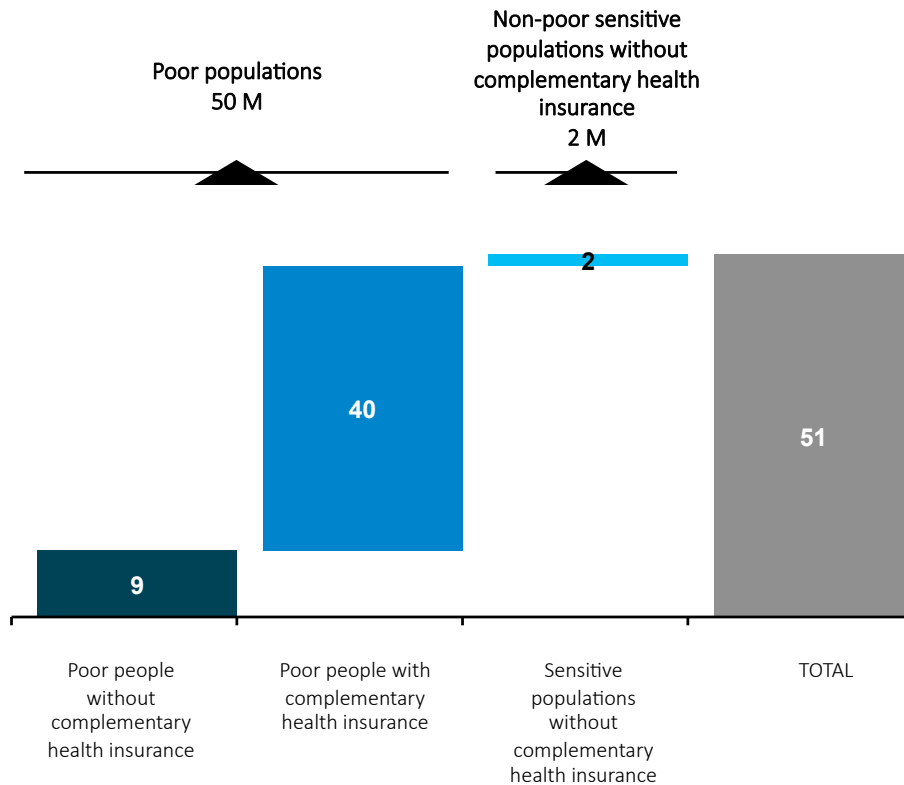 Poor populations
50 M
Non-poor sensitive
populations without
complementary health
insurance
2 M
2
40
51
9
Poor people
without
complementary
health insurance
Poor people with
complementary
health insurance
Sensitive
populations
without
complementary
health insurance
TOTAL